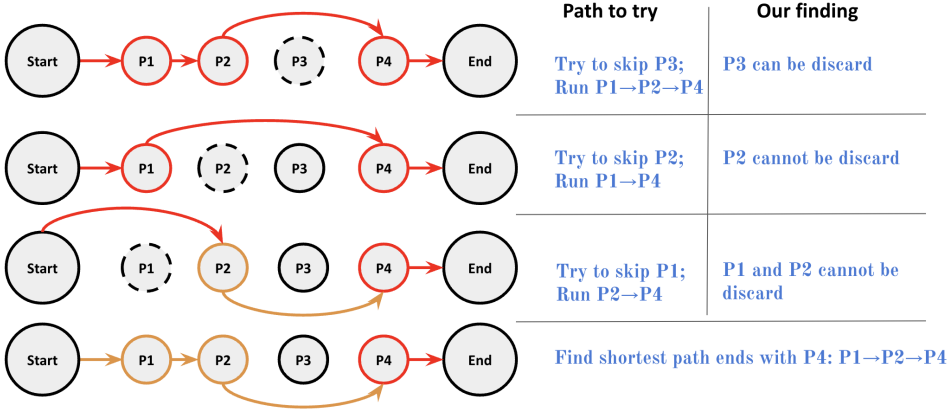 Path to try Our finding
Start P1 P2 P3 P4 End
Try to skip P3; P3 can be discard
Run P1→P2→P4
Start P1 P2 P3 P4 End
Try to skip P2; P2 cannot be discard
Run P1→P4
Start P1 P2 P3 P4 End
Try to skip P1; P1 and P2 cannot be
Run P2→P4 discard
Start P1 P2 P3 P4 End
Find shortest path ends with P4: P1→P2→P4